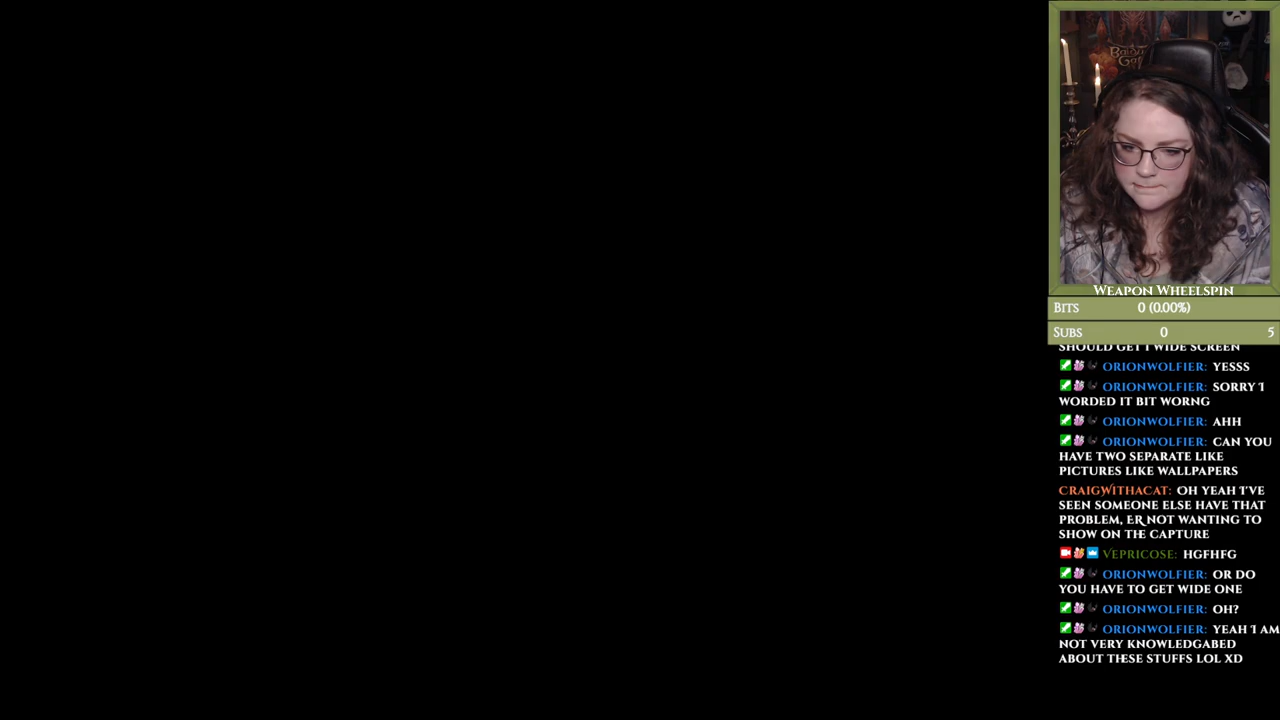 Baldur's
Gate
Weapon Wheelspin
Bits 0 (0.00%)
Subs 0 5
should get 1 wide screen
orionwolfier: yesss
orionwolfier: sorry i
worded it bit worng
orionwolfier: ahh
orionwolfier: can you
have two separate like
pictures like wallpapers
CraigWithaCat: Oh yeah I've
seen someone else have that
problem, ER not wanting to
show on the capture
Vepricose: hgfhfg
orionwolfier: or do
you have to get wide one
orionwolfier: oh?
orionwolfier: yeah i am
not very knowledgabed
about these stuffs lol xd